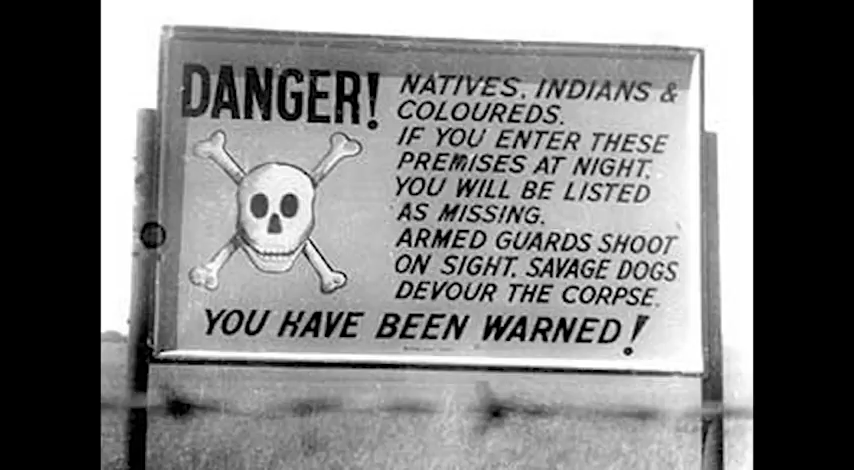 DANGER!
NATIVES, INDIANS &
COLOUREDS.
IF YOU ENTER THESE
PREMISES AT NIGHT.
YOU WILL BE LISTED
AS MISSING.
ARMED GUARDS SHOOT
ON SIGHT. SAVAGE DOGS
DEVOUR THE CORPSE.
YOU HAVE BEEN WARNED!